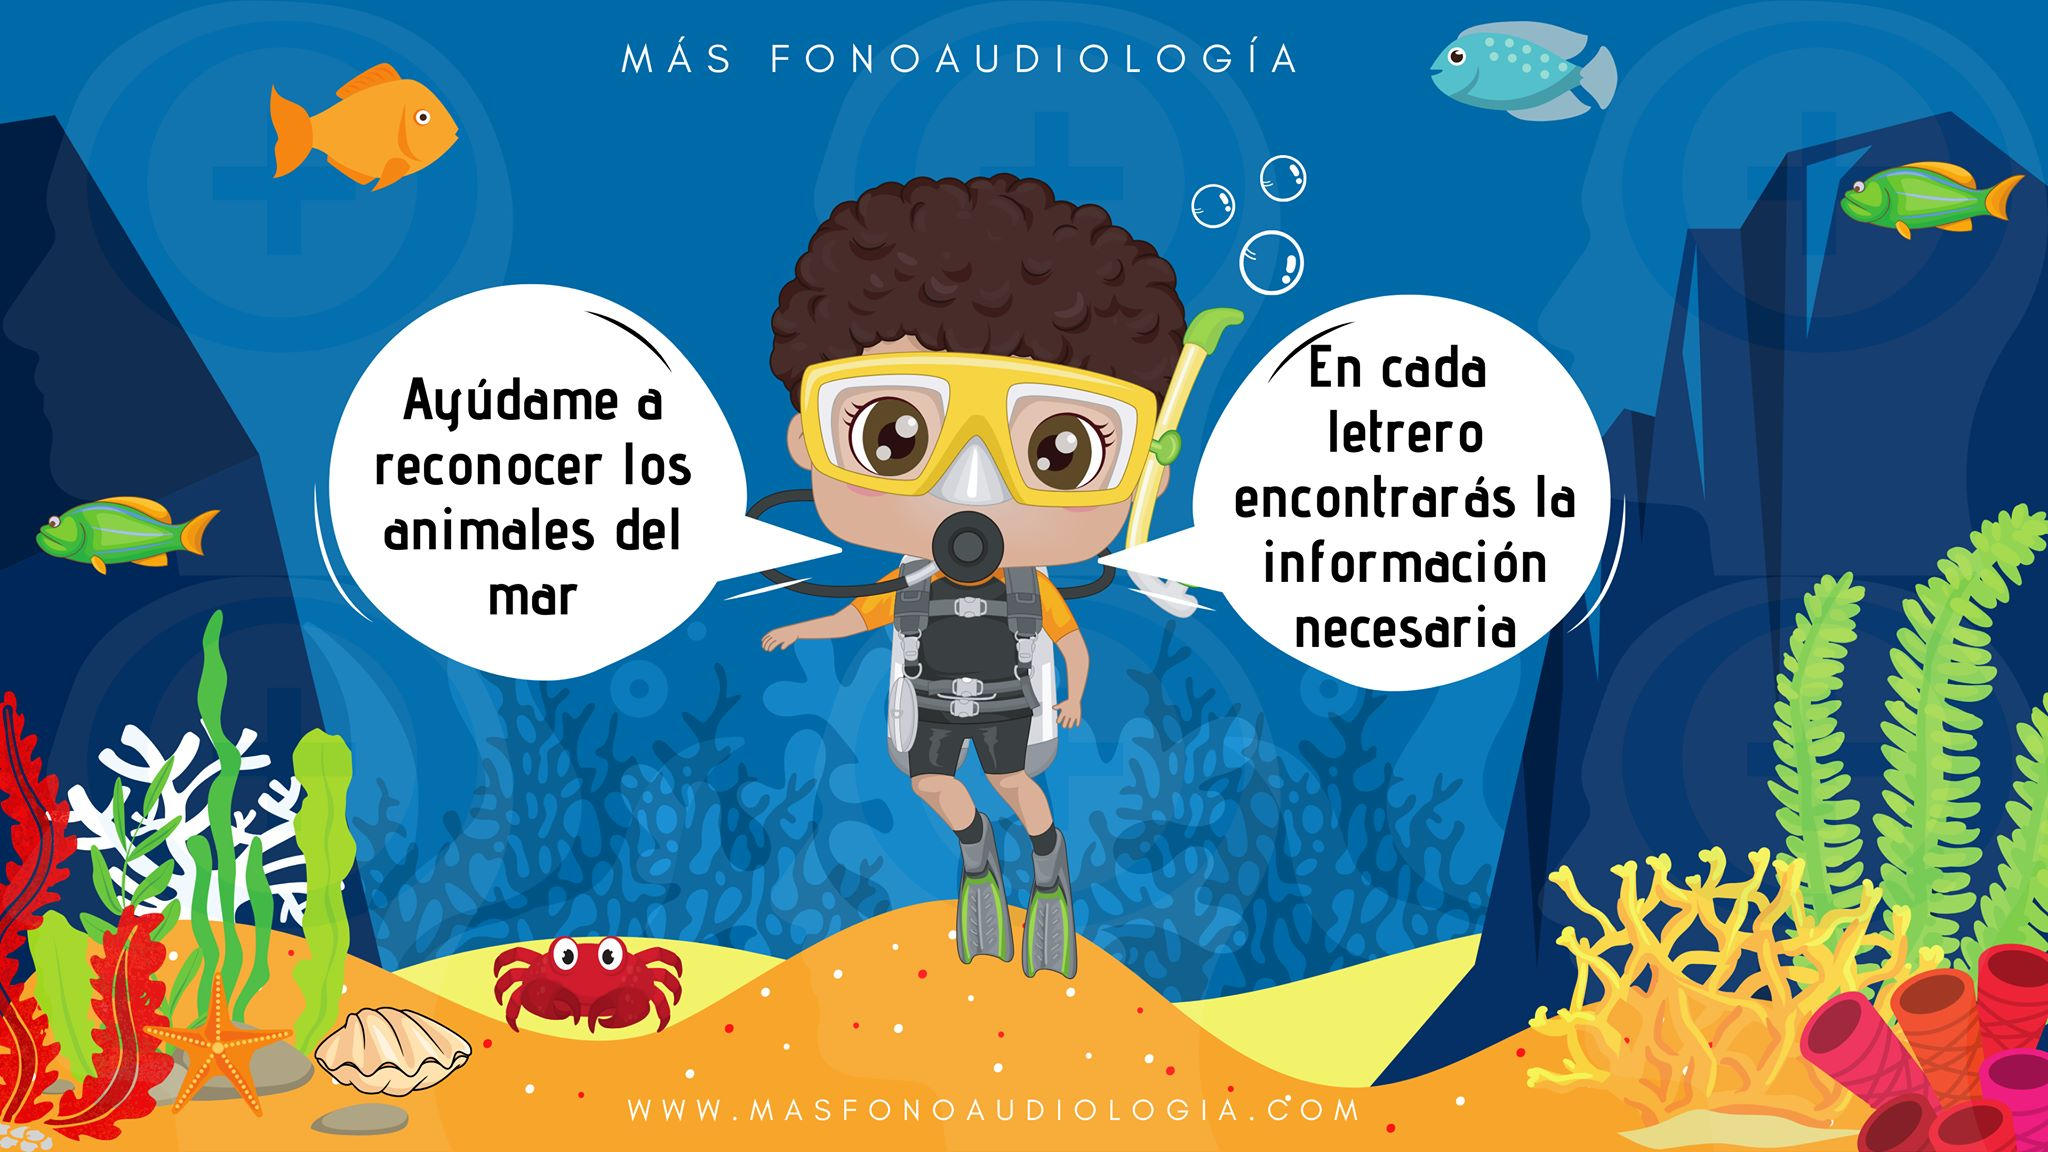 MÁS FONOAUDIOLOGÍA
Ayúdame a
reconocer los
animales del
mar
En cada
letrero
encontrarás la
información
necesaria
WWW.MASFONOAUDIOLOGIA.COM